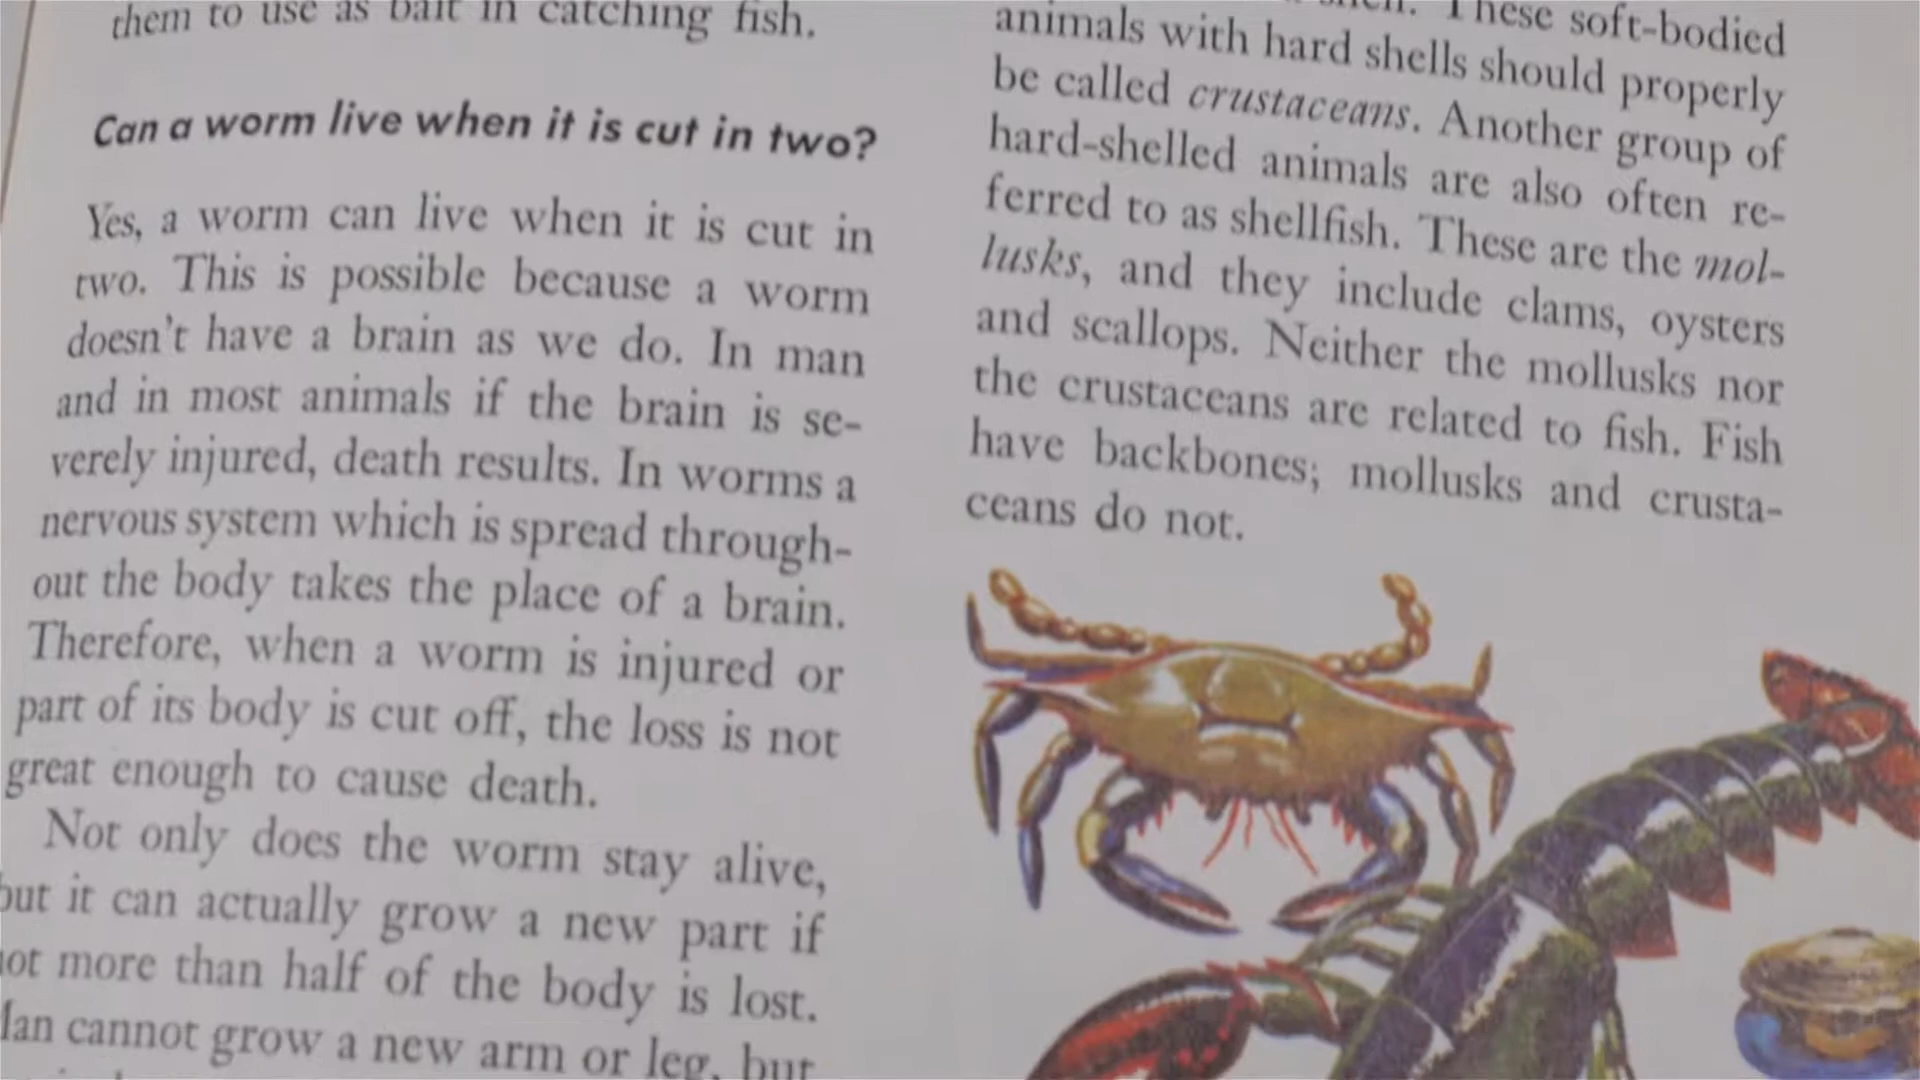 them to use as bait in catching fish.
Can a worm live when it is cut in two?
Yes, a worm can live when it is cut in
two. This is possible because a worm
doesn't have a brain as we do. In man
and in most animals if the brain is se-
verely injured, death results. In worms a
nervous system which is spread through-
out the body takes the place of a brain.
Therefore, when a worm is injured or
part of its body is cut off, the loss is not
great enough to cause death.
Not only does the worm stay alive,
but it can actually grow a new part if
not more than half of the body is lost.
Man cannot grow a new arm or leg, but
These soft-bodied
animals with hard shells should properly
be called crustaceans. Another group of
hard-shelled animals are also often re-
ferred to as shellfish. These are the mol-
lusks, and they include clams, oysters
and scallops. Neither the mollusks nor
the crustaceans are related to fish. Fish
have backbones; mollusks and crusta-
ceans do not.